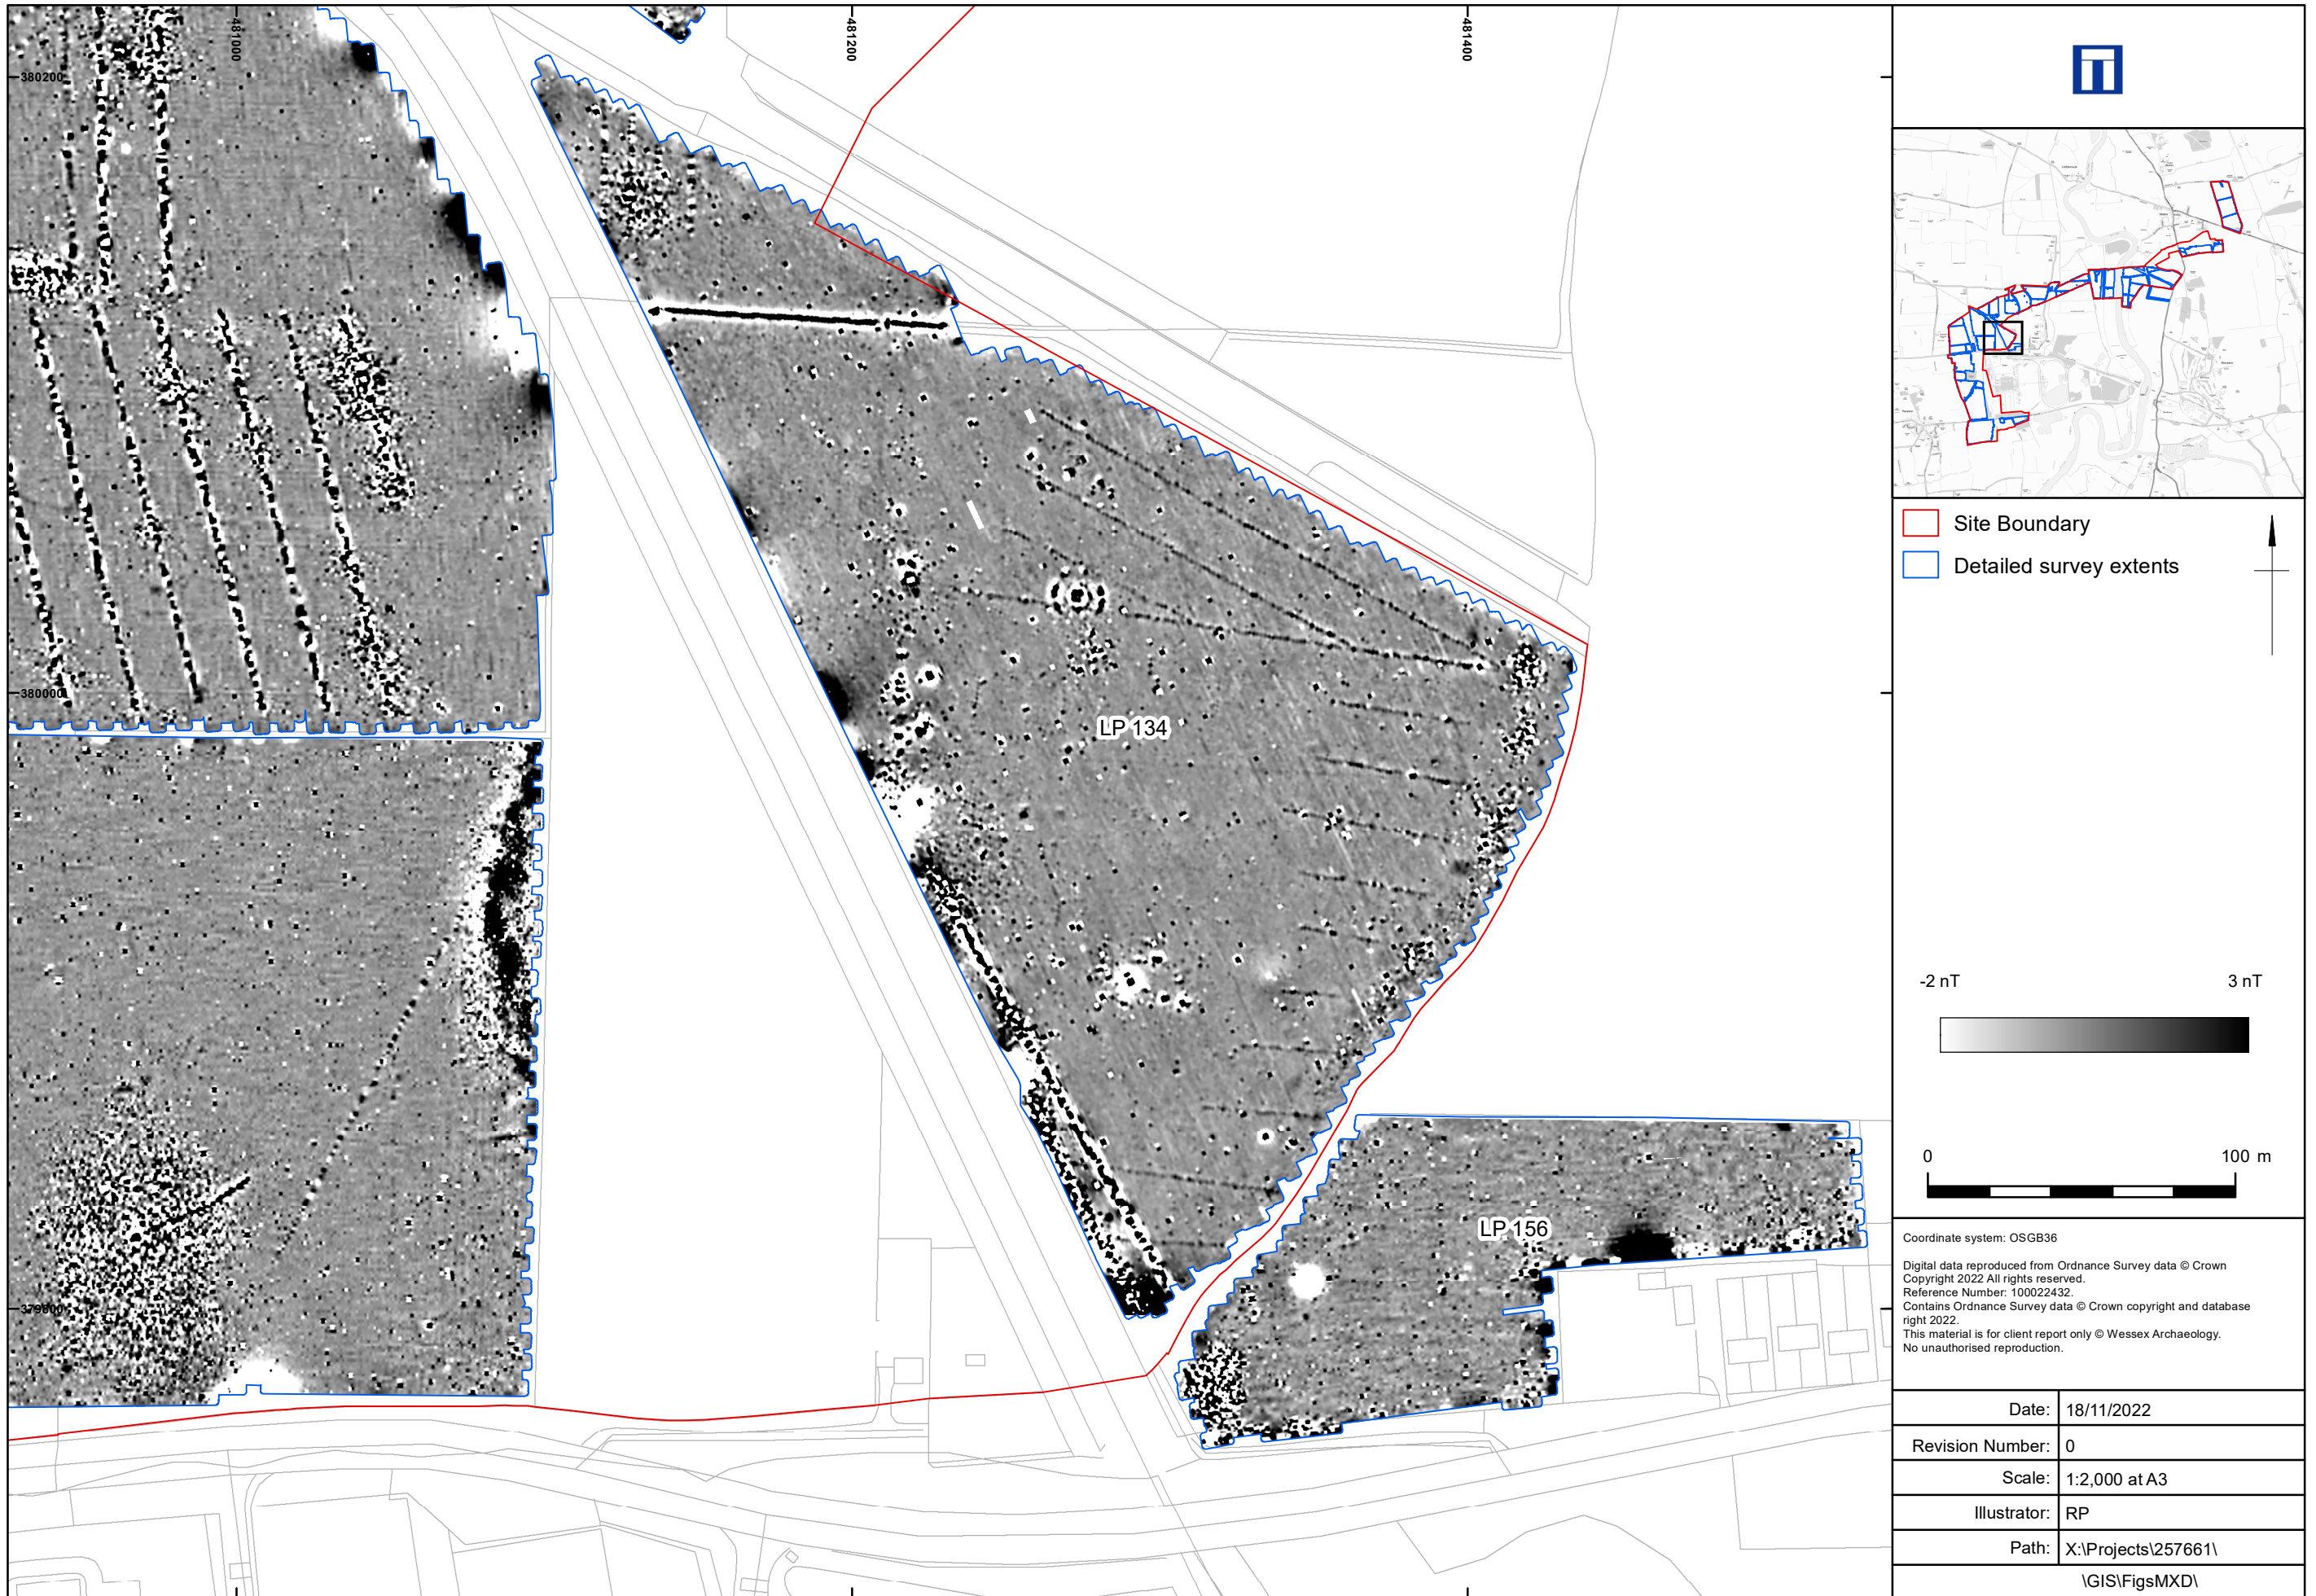 481000
481200
481400
380200
380000
379800
LP 134
LP 156
Site Boundary
Detailed survey extents
-2 nT
3 nT
0
100 m
Coordinate system: OSGB36
Digital data reproduced from Ordnance Survey data © Crown
Copyright 2022 All rights reserved.
Reference Number: 100022432.
Contains Ordnance Survey data © Crown copyright and database
right 2022.
This material is for client report only © Wessex Archaeology.
No unauthorised reproduction.
Date: 18/11/2022
Revision Number: 0
Scale: 1:2,000 at A3
Illustrator: RP
Path: X:\Projects\257661\
\GIS\FigsMXD\